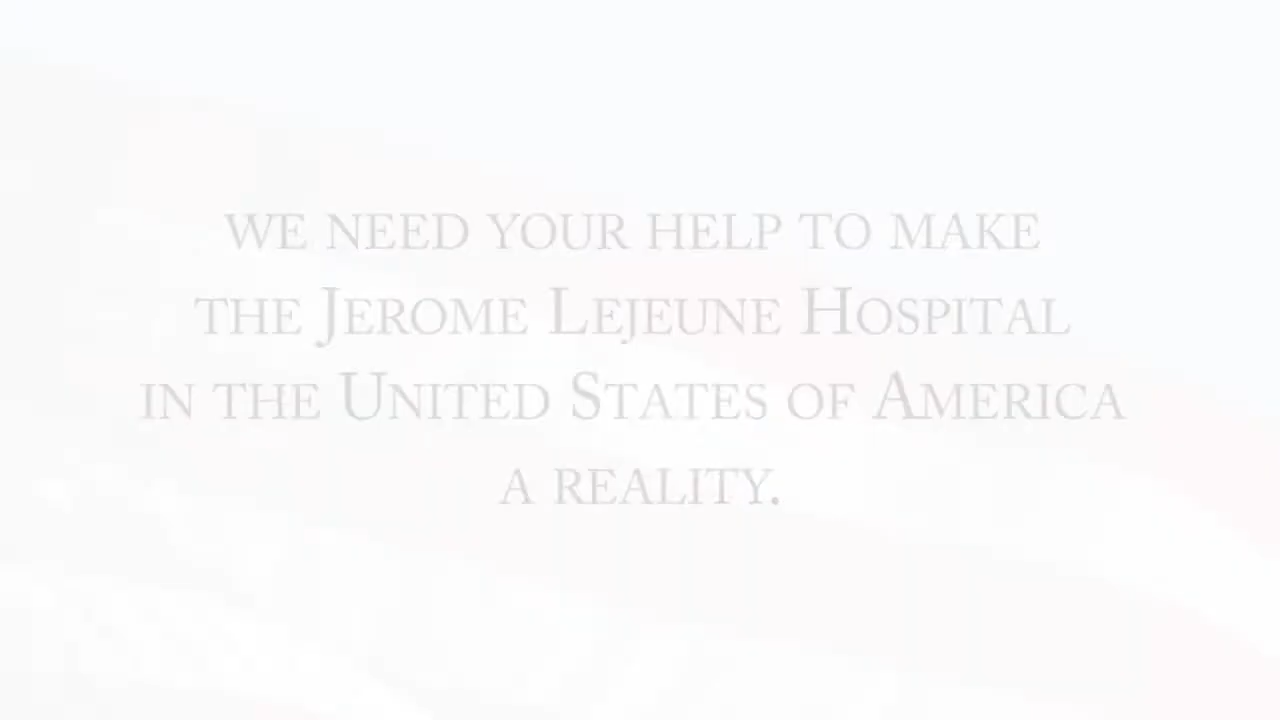 we need your help to make
the Jerome Lejeune Hospital
in the United States of America
a reality.